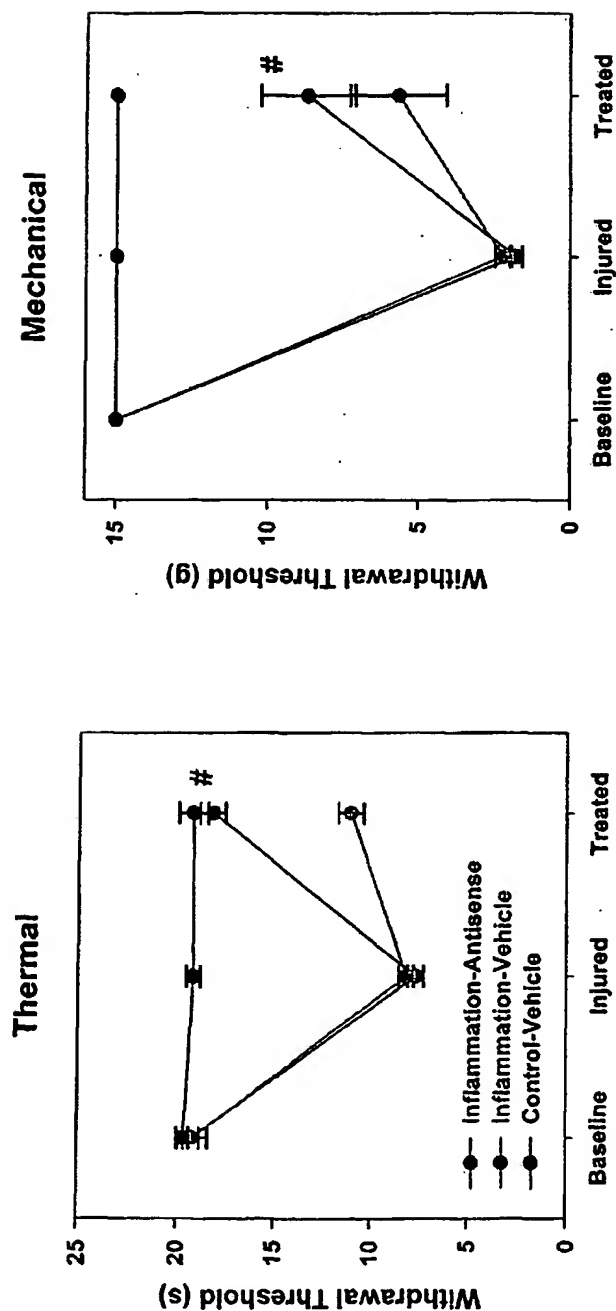 Thermal
Withdrawal Threshold (s)
25
20
15
10
5
0
#
Inflammation-Antisense
Inflammation-Vehicle
Control-Vehicle
Baseline
Injured
Treated
Mechanical
Withdrawal Threshold (g)
15
10
5
0
#
Baseline
Injured
Treated